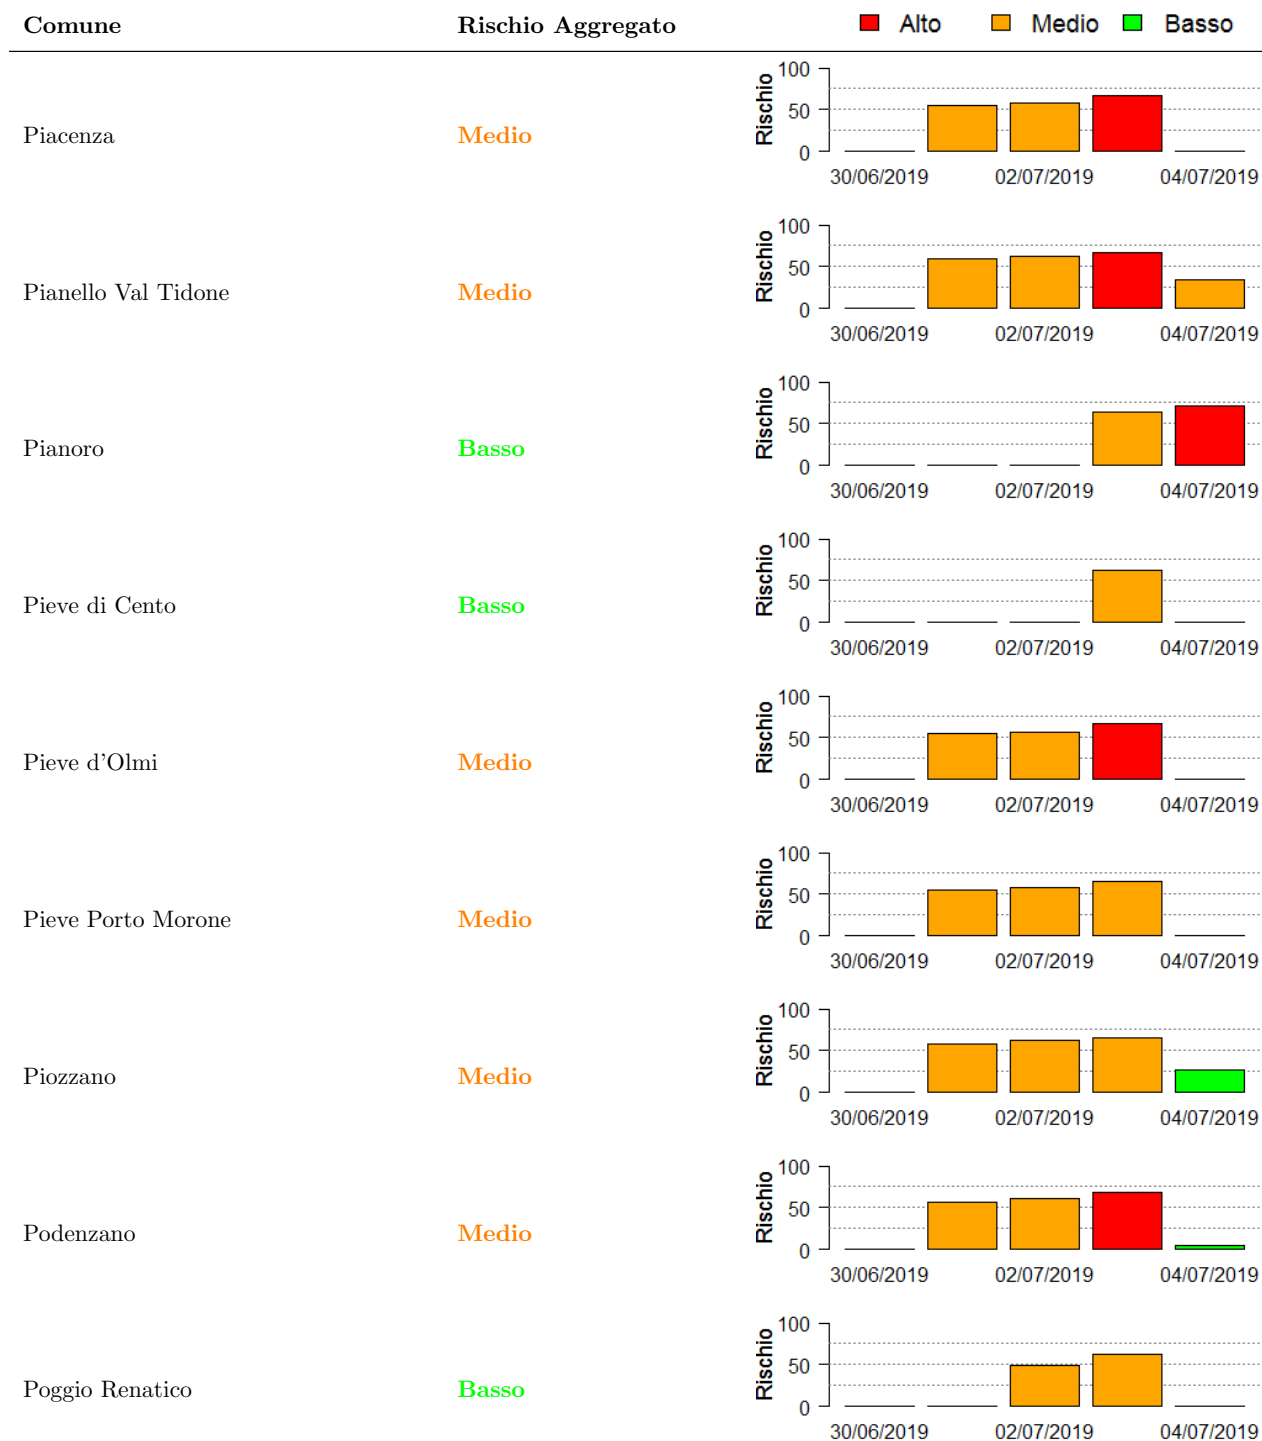 Comune Rischio Aggregato Alto Medio Basso
100
50
0
Rischio
Piacenza Medio
30/06/2019 02/07/2019 04/07/2019
100
50
0
Rischio
Pianello Val Tidone Medio
30/06/2019 02/07/2019 04/07/2019
100
50
0
Rischio
Pianoro Basso
30/06/2019 02/07/2019 04/07/2019
100
50
0
Rischio
Pieve di Cento Basso
30/06/2019 02/07/2019 04/07/2019
100
50
0
Rischio
Pieve d'Olmi Medio
30/06/2019 02/07/2019 04/07/2019
100
50
0
Rischio
Pieve Porto Morone Medio
30/06/2019 02/07/2019 04/07/2019
100
50
0
Rischio
Piozzano Medio
30/06/2019 02/07/2019 04/07/2019
100
50
0
Rischio
Podenzano Medio
30/06/2019 02/07/2019 04/07/2019
100
50
0
Rischio
Poggio Renatico Basso
30/06/2019 02/07/2019 04/07/2019